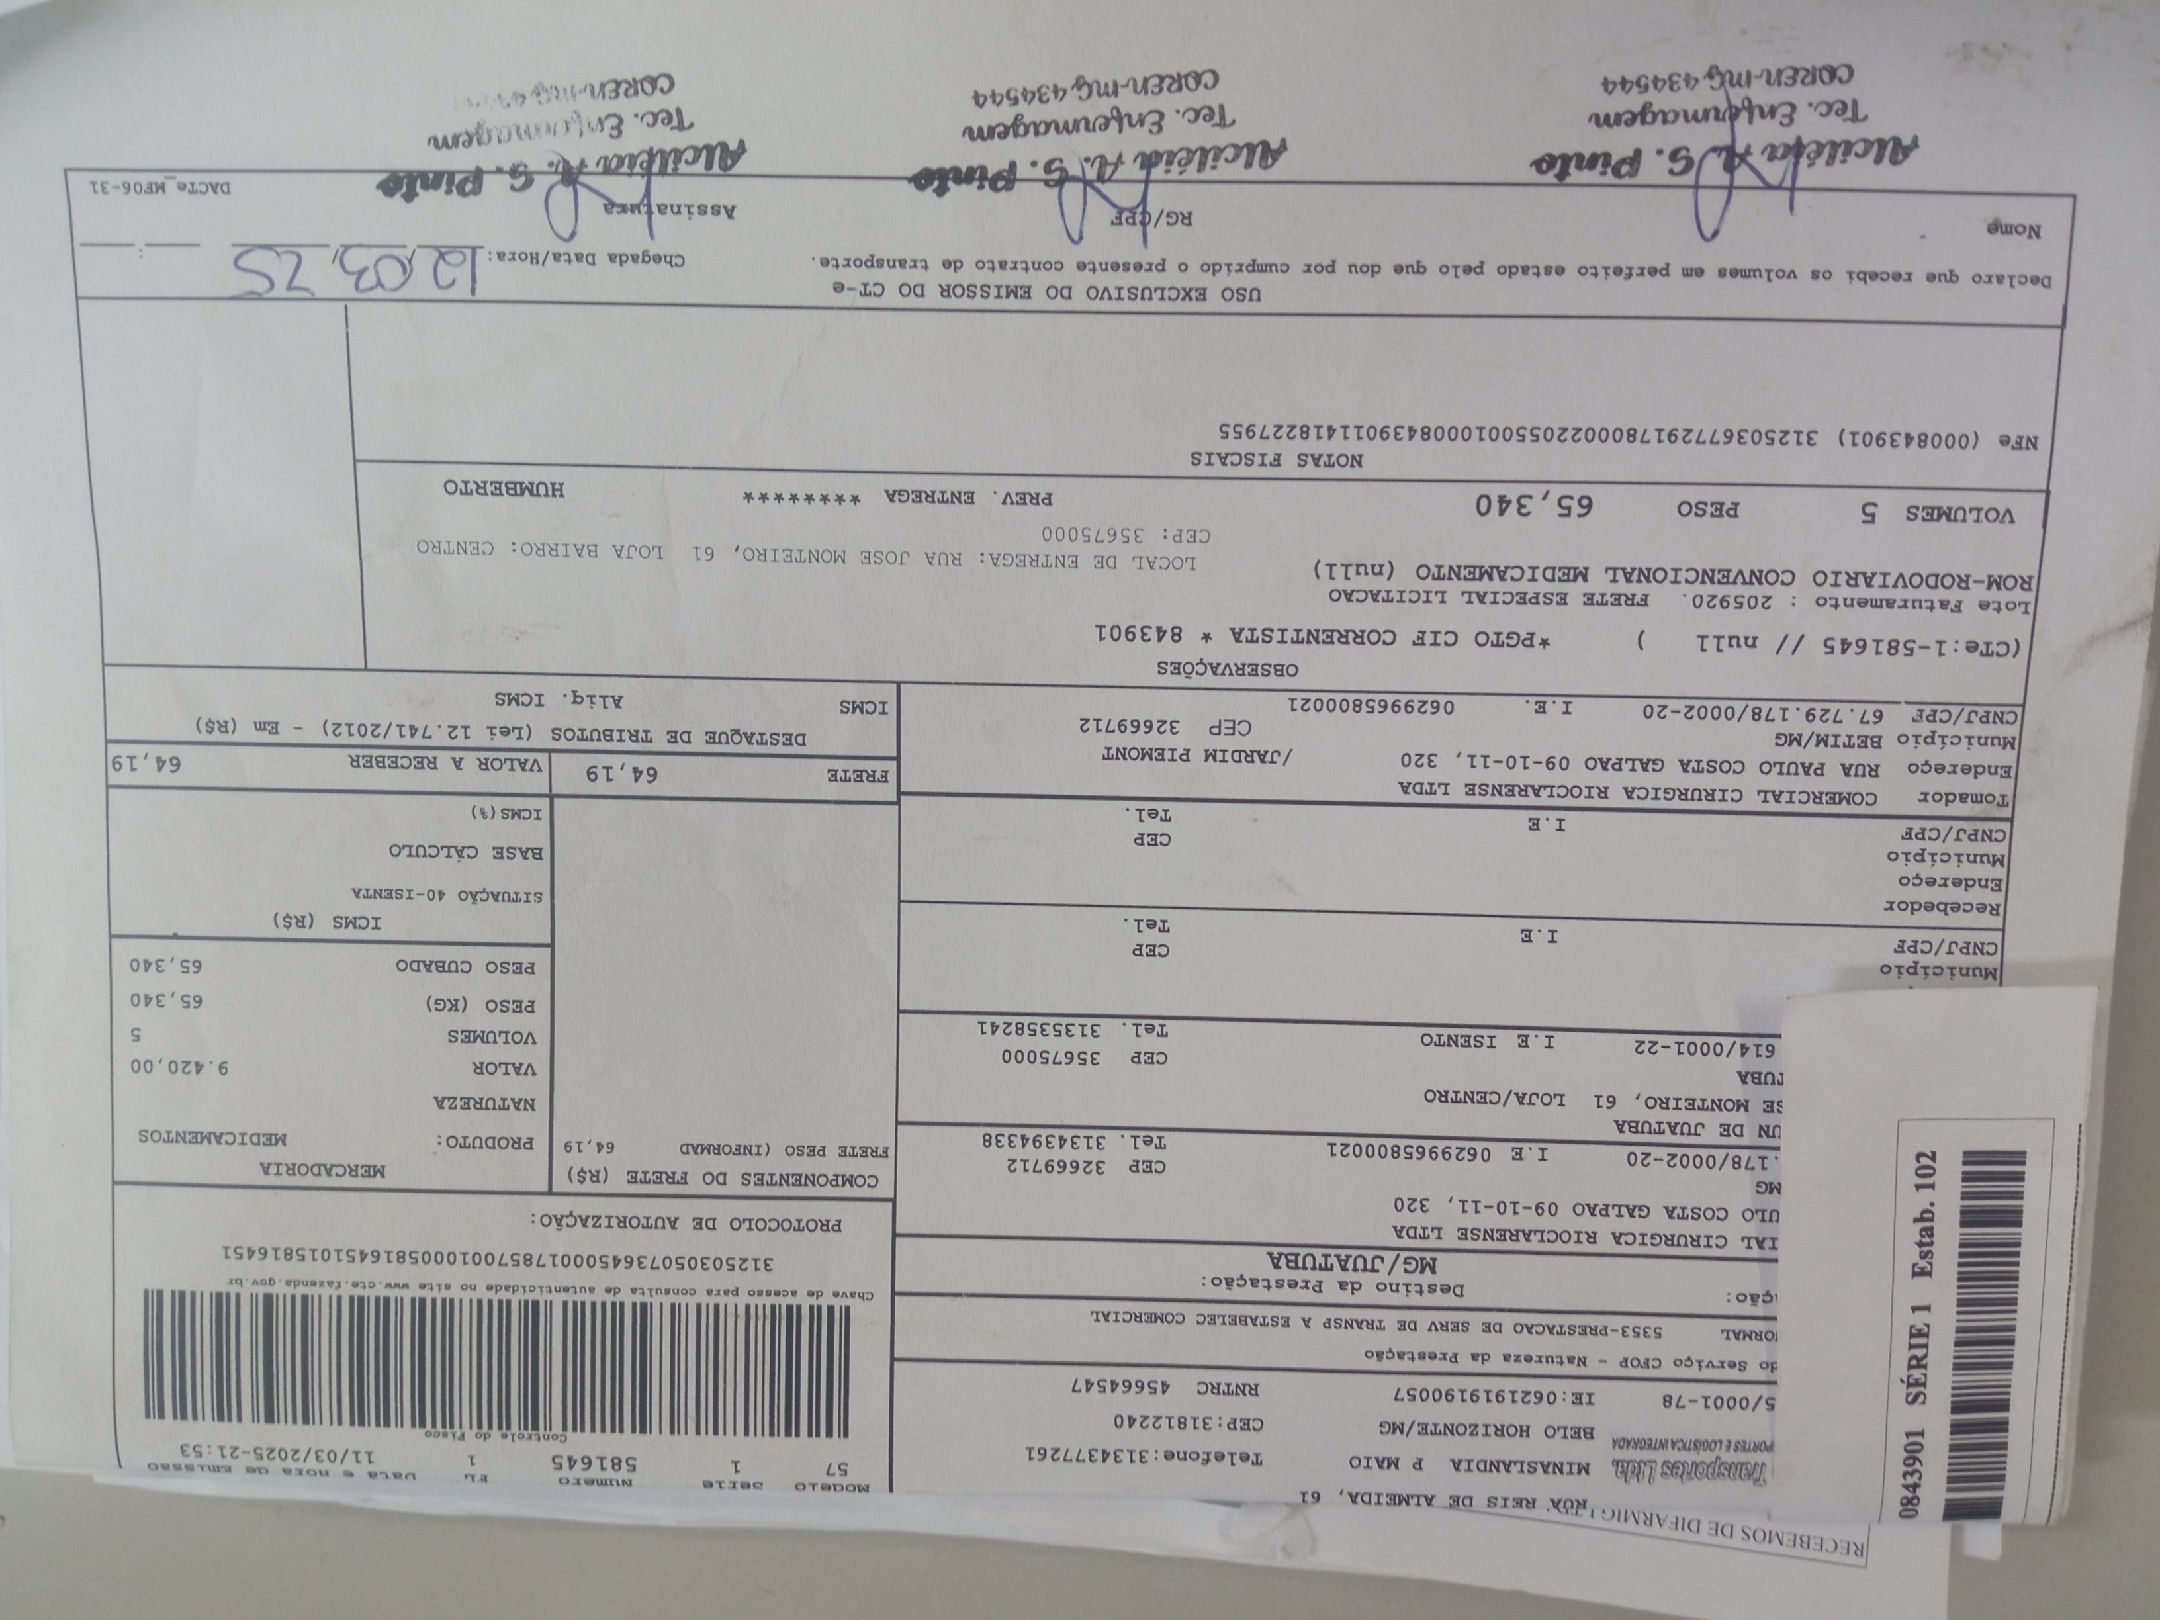 RECEBEMOS DE DIFARMIG LTDA
0843901 SÉRIE 1 Estab. 102
RUA REIS DE ALMEIDA, 61
Transportes Ltda. MINASLANDIA P MAIO Telefone:3134377261
PORTES E LOGÍSTICA INTEGRADA BELO HORIZONTE/MG CEP:31812240
5/0001-78 IE:0621919190057 RNTRC 45664547
Modelo Serie Numero FL Data e hora de Emissão
57 1 581645 1 11/03/2025-21:53
Controle do Fisco
do Serviço CFOP - Natureza da Prestação
ORMAL 5353-PRESTACAO DE SERV DE TRANSP A ESTABELEC COMERCIAL
ação: Destino da Prestação:
MG/JUATUBA
Chave de acesso para consulta de autenticidade no site www.cte.fazenda.gov.br
31250305073645000178570010005816451015816451
PROTOCOLO DE AUTORIZAÇÃO:
IAL CIRURGICA RIOCLARENSE LTDA
ULO COSTA GALPAO 09-10-11, 320
MG CEP 32669712
.178/0002-20 I.E 0629965800021 Tel. 3134394338
UN DE JUATUBA
SE MONTEIRO, 61 LOJA/CENTRO
TUBA CEP 35675000
614/0001-22 I.E ISENTO Tel. 3135358241
Município CEP
CNPJ/CPF I.E Tel.
Recebedor
Endereço
Município CEP
CNPJ/CPF I.E Tel.
Tomador COMERCIAL CIRURGICA RIOCLARENSE LTDA
Endereço RUA PAULO COSTA GALPAO 09-10-11, 320 /JARDIM PIEMONT
Município BETIM/MG CEP 32669712
CNPJ/CPF 67.729.178/0002-20 I.E. 0629965800021
COMPONENTES DO FRETE (R$)
FRETE PESO (INFORMAD 64,19
MERCADORIA
PRODUTO: MEDICAMENTOS
NATUREZA
VALOR 9.420,00
VOLUMES 5
PESO (KG) 65,340
PESO CUBADO 65,340
ICMS (R$)
SITUAÇÃO 40-ISENTA
BASE CÁLCULO
ICMS(%)
FRETE 64,19 VALOR A RECEBER 64,19
DESTAQUE DE TRIBUTOS (Lei 12.741/2012) - Em (R$)
ICMS Aliq. ICMS
OBSERVAÇÕES
(CTe:1-581645 // null ) *PGTO CIF CORRENTISTA * 843901
Lote Faturamento : 205920. FRETE ESPECIAL LICITACAO
ROM-RODOVIARIO CONVENCIONAL MEDICAMENTO (null)
LOCAL DE ENTREGA: RUA JOSE MONTEIRO, 61 LOJA BAIRRO: CENTRO
CEP: 35675000
VOLUMES 5 PESO 65,340 PREV. ENTREGA ********* HUMBERTO
NOTAS FISCAIS
NFe (000843901) 31250367729178000220550010008439011418227955
USO EXCLUSIVO DO EMISSOR DO CT-e
Declaro que recebi os volumes em perfeito estado pelo que dou por cumprido o presente contrato de transporte. Chegada Data/Hora: 12/03/25 __:__
Nome RG/CPF Assinatura
DACTe_MF06-31
Alciléia A. S. Pinto Alciléia A. S. Pinto Alciléia A. S. Pinto
Tec. Enfermagem Tec. Enfermagem Tec. Enfermagem
COREN-MG 434544 COREN-MG 434544 COREN-MG